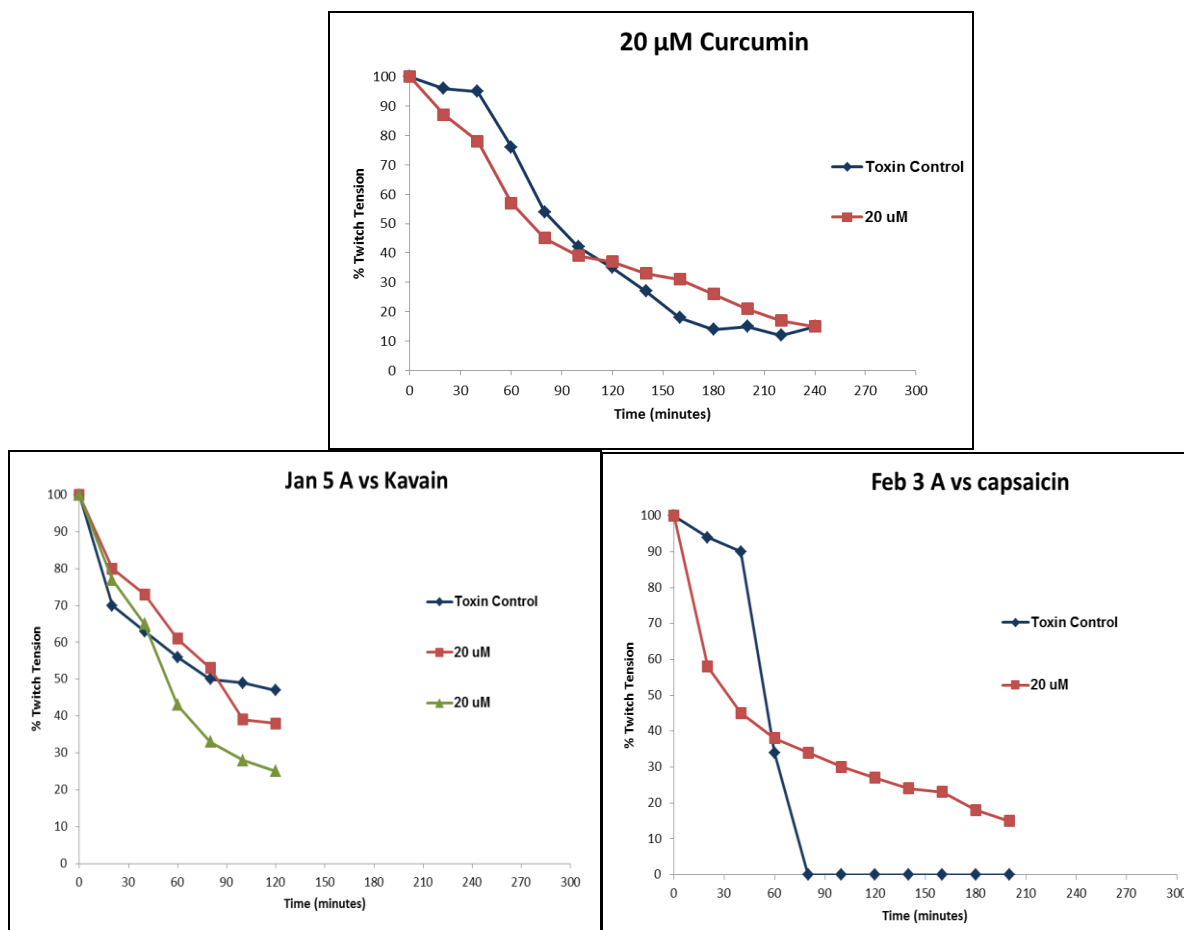 20 µM Curcumin
100
90
80
70
60
50
40
30
20
10
0
% Twitch Tension
0 30 60 90 120 150 180 210 240 270 300
Time (minutes)
Toxin Control
20 uM
Jan 5 A vs Kavain
100
90
80
70
60
50
40
30
20
10
0
% Twitch Tension
0 30 60 90 120 150 180 210 240 270 300
Time (minutes)
Toxin Control
20 uM
20 uM
Feb 3 A vs capsaicin
100
90
80
70
60
50
40
30
20
10
0
% Twitch Tension
0 30 60 90 120 150 180 210 240 270 300
Time (minutes)
Toxin Control
20 uM